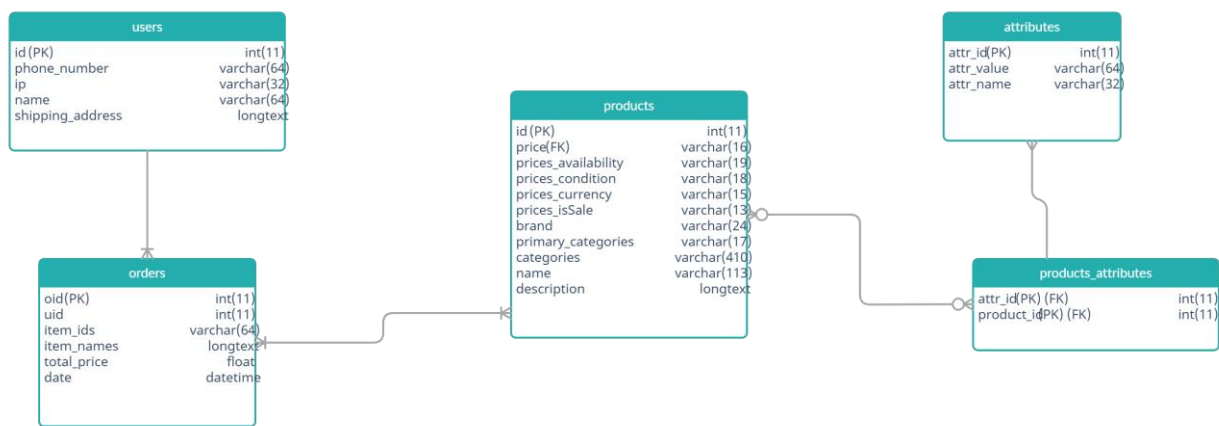 users
id (PK) int(11)
phone_number varchar(64)
ip varchar(32)
name varchar(64)
shipping_address longtext
orders
oid(PK) int(11)
uid int(11)
item_ids varchar(64)
item_names longtext
total_price float
date datetime
products
id (PK) int(11)
price(FK) varchar(16)
prices_availability varchar(19)
prices_condition varchar(18)
prices_currency varchar(15)
prices_isSale varchar(13)
brand varchar(24)
primary_categories varchar(17)
categories varchar(410)
name varchar(113)
description longtext
attributes
attr_id(PK) int(11)
attr_value varchar(64)
attr_name varchar(32)
products_attributes
attr_id(PK) (FK) int(11)
product_id(PK) (FK) int(11)